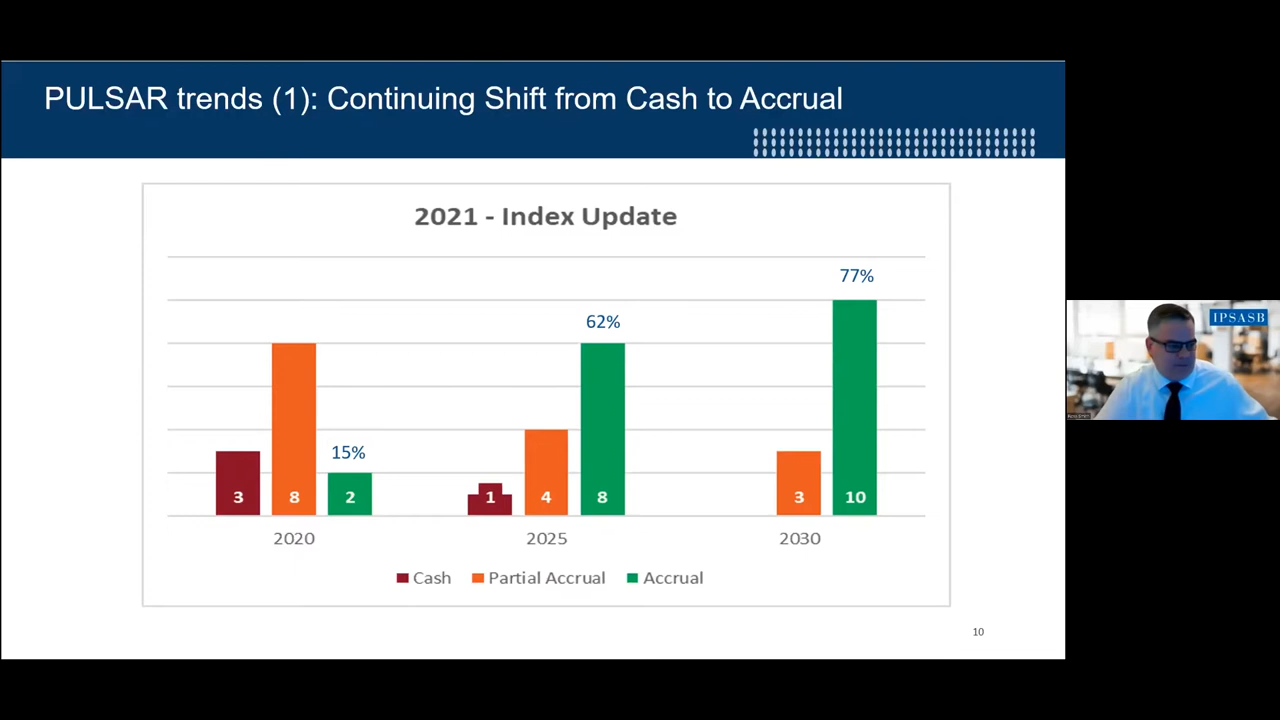 PULSAR trends (1): Continuing Shift from Cash to Accrual
2021 - Index Update
77%
62%
15%
3
8
2
1
4
8
3
10
2020
2025
2030
Cash
Partial Accrual
Accrual
10
IPSASB